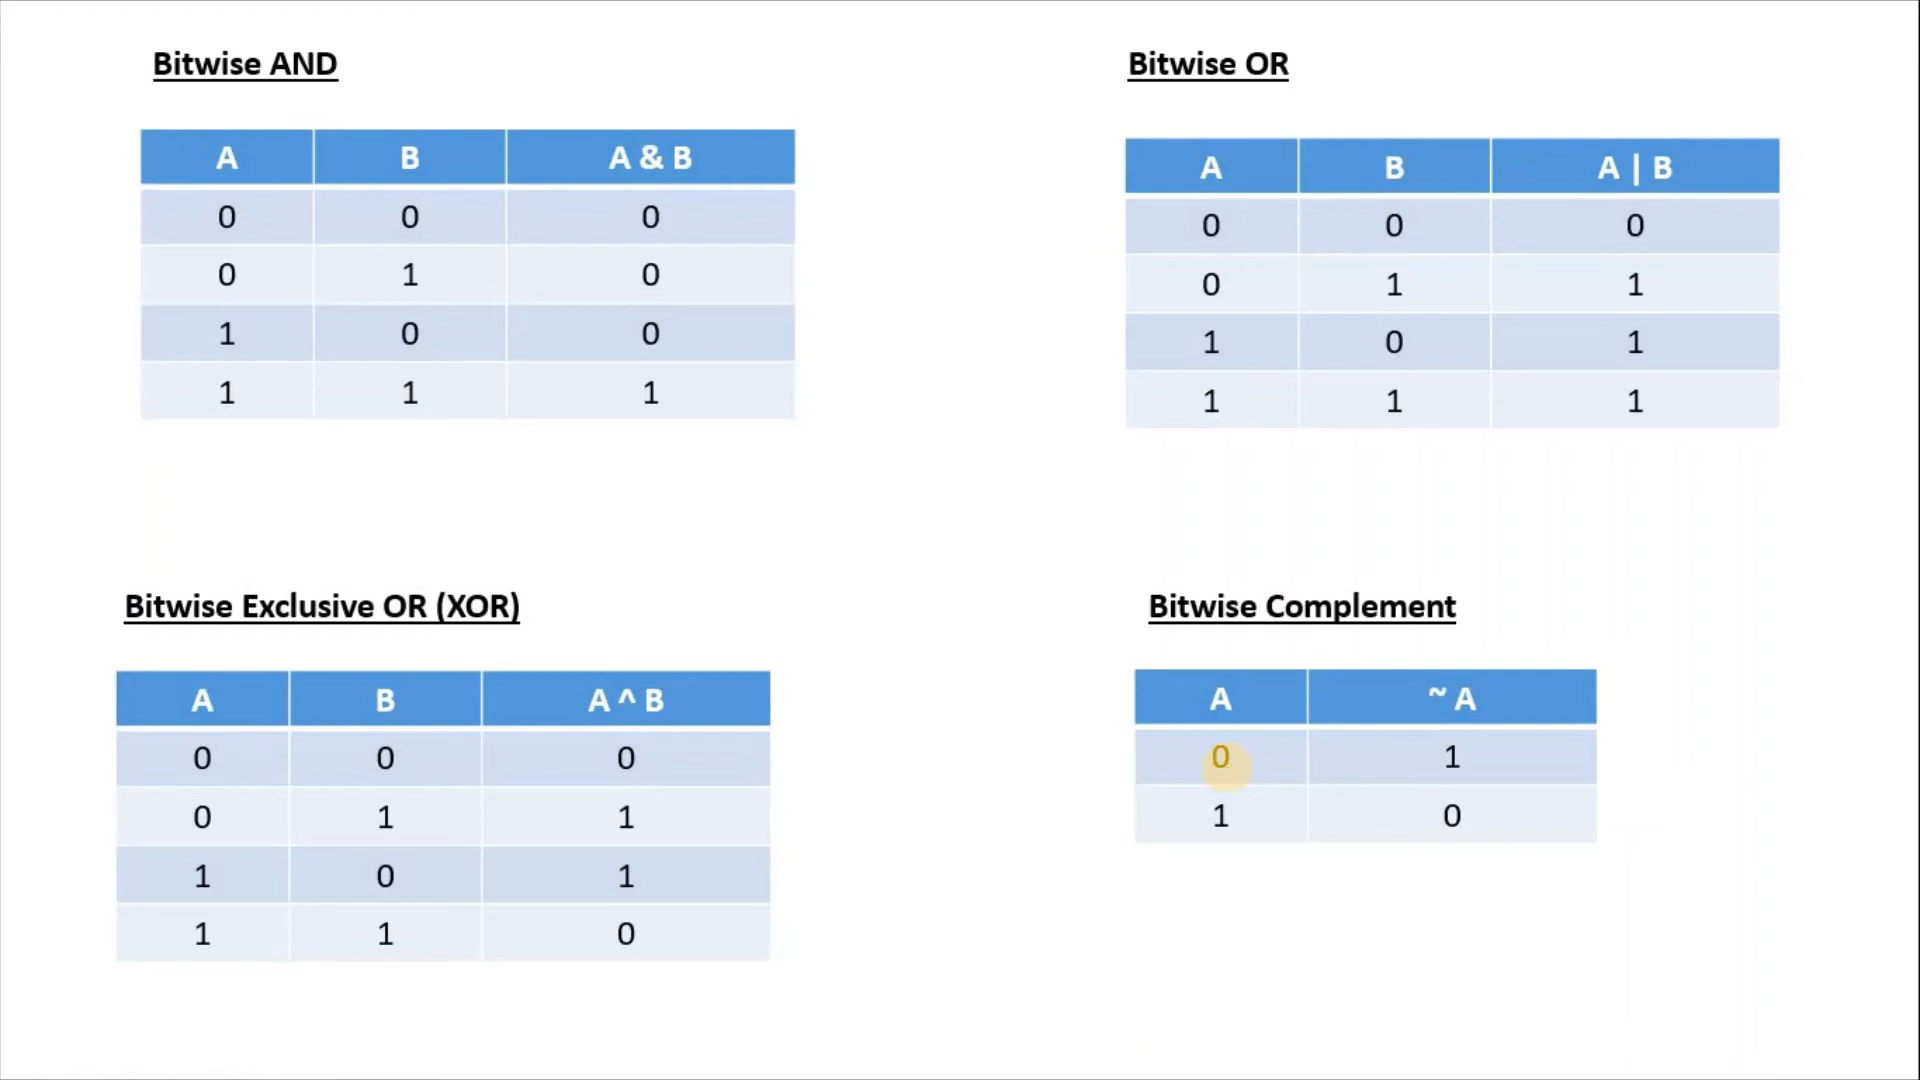 Bitwise AND
A B A & B
0 0 0
0 1 0
1 0 0
1 1 1
Bitwise OR
A B A | B
0 0 0
0 1 1
1 0 1
1 1 1
Bitwise Exclusive OR (XOR)
A B A ^ B
0 0 0
0 1 1
1 0 1
1 1 0
Bitwise Complement
A ~ A
0 1
1 0